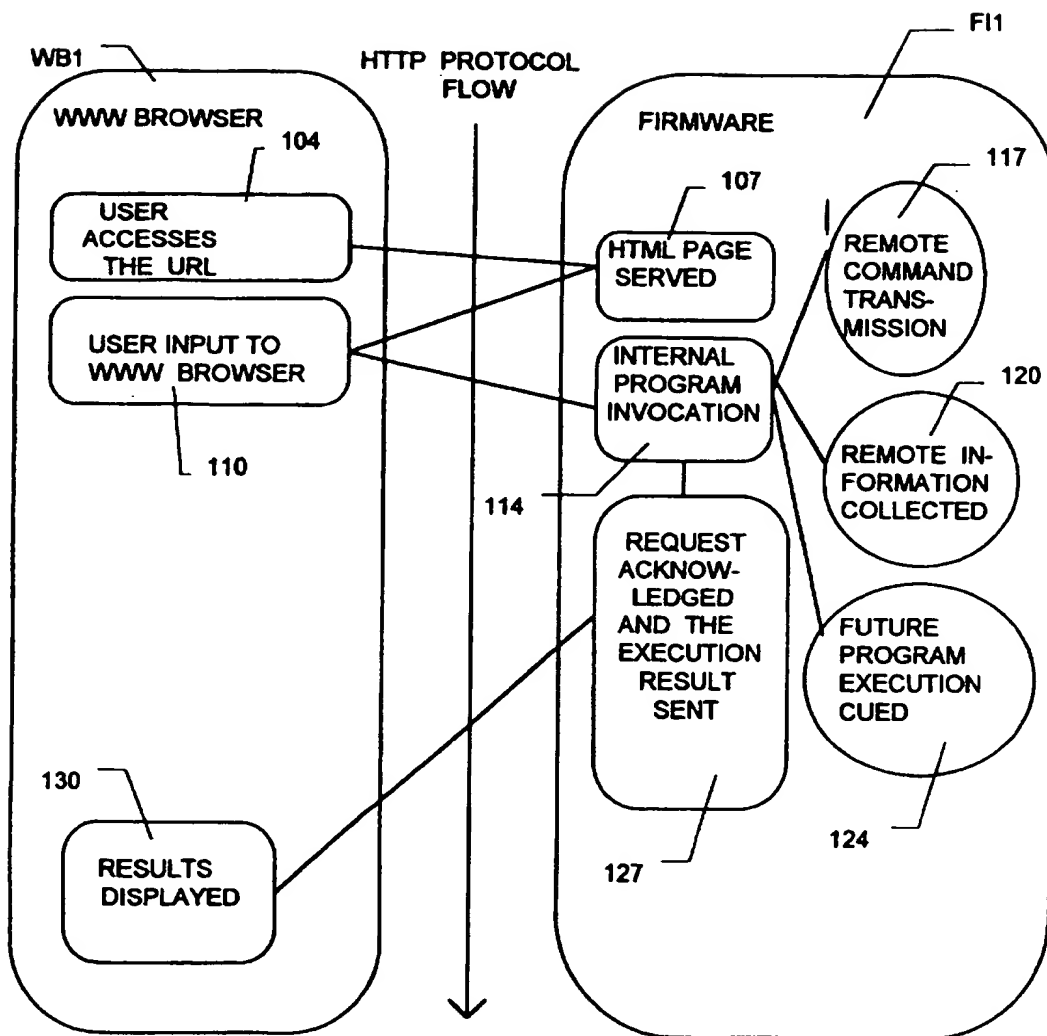 WB1
HTTP PROTOCOL
FLOW
FI1
WWW BROWSER
104
USER
ACCESSES
THE URL
USER INPUT TO
WWW BROWSER
110
FIRMWARE
107
HTML PAGE
SERVED
117
REMOTE
COMMAND
TRANS-
MISSION
INTERNAL
PROGRAM
INVOCATION
114
120
REMOTE IN-
FORMATION
COLLECTED
REQUEST
ACKNOW-
LEDGED
AND THE
EXECUTION
RESULT
SENT
127
FUTURE
PROGRAM
EXECUTION
CUED
124
130
RESULTS
DISPLAYED